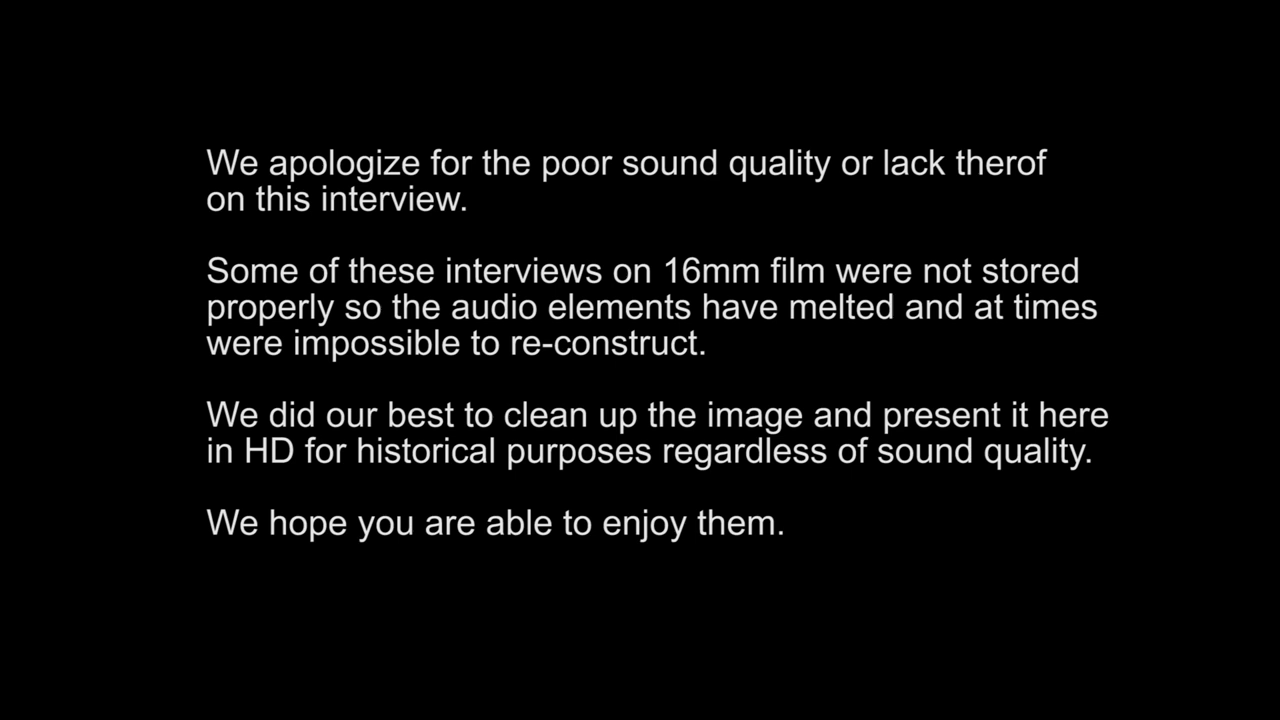 We apologize for the poor sound quality or lack therof
on this interview.
Some of these interviews on 16mm film were not stored
properly so the audio elements have melted and at times
were impossible to re-construct.
We did our best to clean up the image and present it here
in HD for historical purposes regardless of sound quality.
We hope you are able to enjoy them.